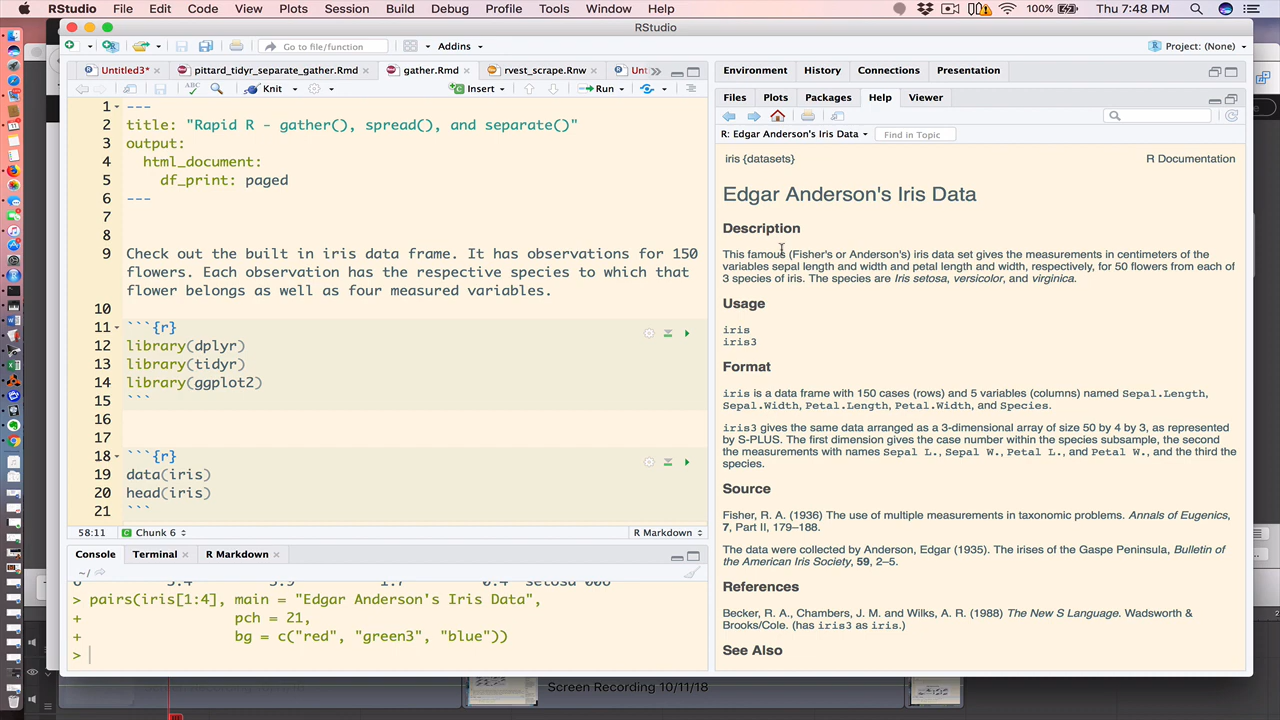 RStudio File Edit Code View Plots Session Build Debug Profile Tools Window Help 100% Thu 7:48 PM
RStudio
Go to file/function Addins Project: (None)
Untitled3* pittard_tidyr_separate_gather.Rmd gather.Rmd rvest_scrape.Rnw Unt
Knit Insert Run
1 ---
2 title: "Rapid R - gather(), spread(), and separate()"
3 output:
4 html_document:
5 df_print: paged
6 ---
7
8
9 Check out the built in iris data frame. It has observations for 150
flowers. Each observation has the respective species to which that
flower belongs as well as four measured variables.
10
11 ```{r}
12 library(dplyr)
13 library(tidyr)
14 library(ggplot2)
15 ```
16
17
18 ```{r}
19 data(iris)
20 head(iris)
21 ```
58:11 Chunk 6 R Markdown
Console Terminal R Markdown
~/
> pairs(iris[1:4], main = "Edgar Anderson's Iris Data",
+ pch = 21,
+ bg = c("red", "green3", "blue"))
>
Environment History Connections Presentation
Files Plots Packages Help Viewer
R: Edgar Anderson's Iris Data Find in Topic
iris {datasets} R Documentation
Edgar Anderson's Iris Data
Description
This famous (Fisher's or Anderson's) iris data set gives the measurements in centimeters of the
variables sepal length and width and petal length and width, respectively, for 50 flowers from each of
3 species of iris. The species are Iris setosa, versicolor, and virginica.
Usage
iris
iris3
Format
iris is a data frame with 150 cases (rows) and 5 variables (columns) named Sepal.Length,
Sepal.Width, Petal.Length, Petal.Width, and Species.
iris3 gives the same data arranged as a 3-dimensional array of size 50 by 4 by 3, as represented
by S-PLUS. The first dimension gives the case number within the species subsample, the second
the measurements with names Sepal L., Sepal W., Petal L., and Petal W., and the third the
species.
Source
Fisher, R. A. (1936) The use of multiple measurements in taxonomic problems. Annals of Eugenics,
7, Part II, 179–188.
The data were collected by Anderson, Edgar (1935). The irises of the Gaspe Peninsula, Bulletin of
the American Iris Society, 59, 2–5.
References
Becker, R. A., Chambers, J. M. and Wilks, A. R. (1988) The New S Language. Wadsworth &
Brooks/Cole. (has iris3 as iris.)
See Also
Screen Recording 10/11/18